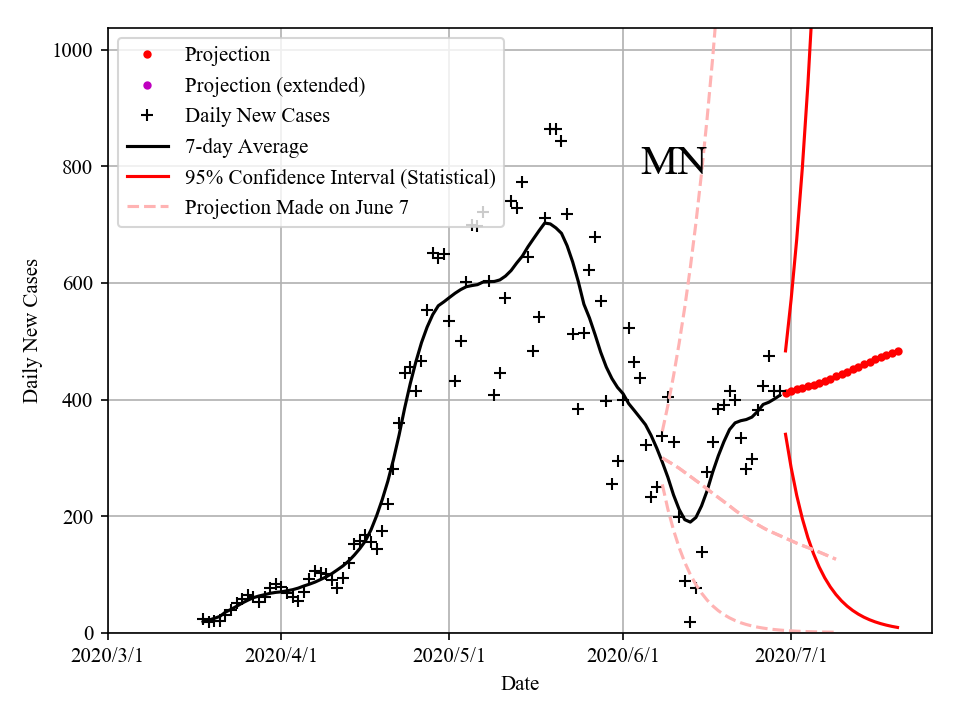 1000
800
600
400
200
0
Daily New Cases
Projection
Projection (extended)
Daily New Cases
7-day Average
95% Confidence Interval (Statistical)
Projection Made on June 7
MN
2020/3/1 2020/4/1 2020/5/1 2020/6/1 2020/7/1
Date